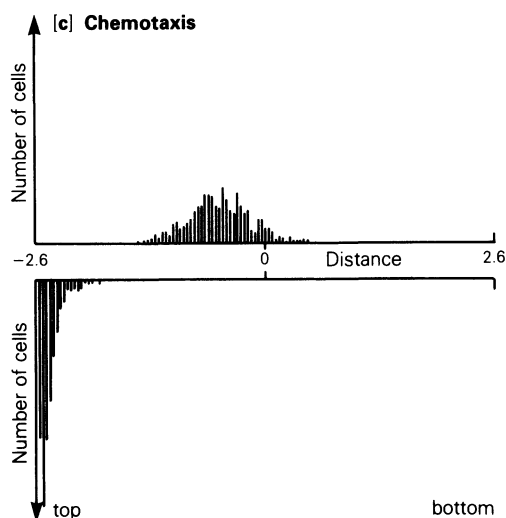 [c] Chemotaxis
Number of cells
-2.6 0 Distance 2.6
Number of cells
top bottom